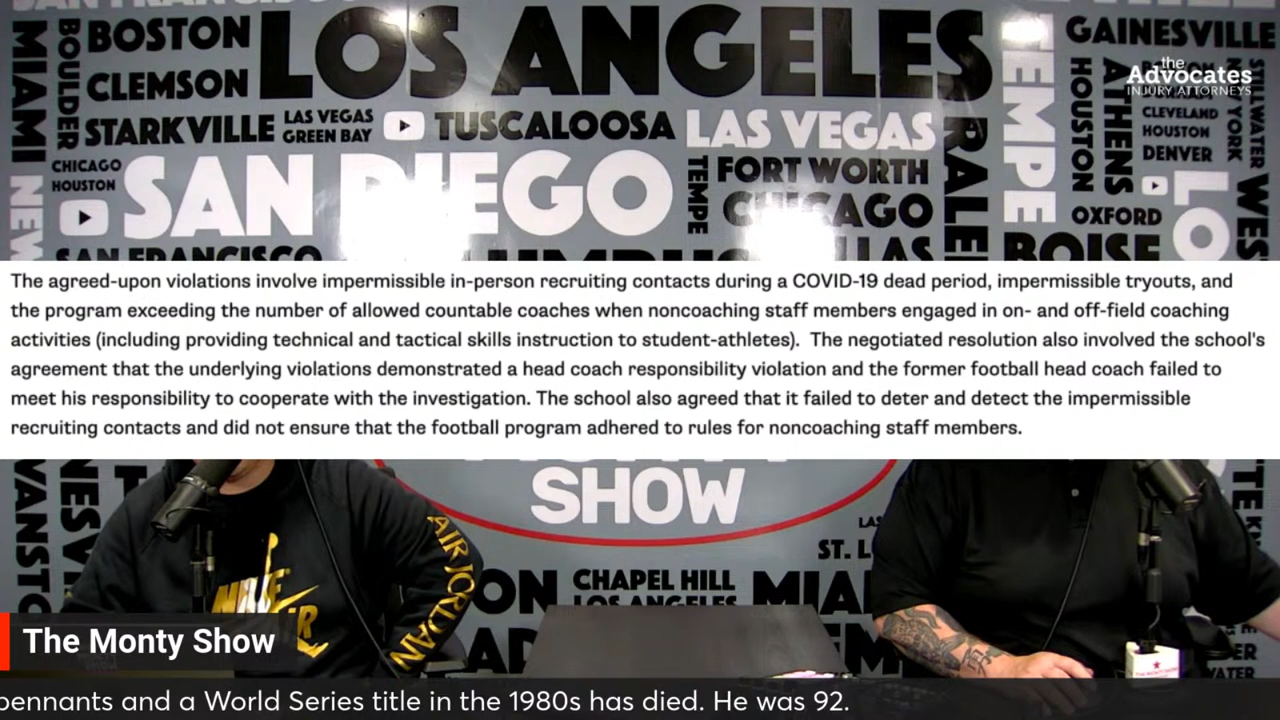 MIAMI
BOULDER
BOSTON
CLEMSON
STARKVILLE
LAS VEGAS
GREEN BAY
LOS ANGELES
TUSCALOOSA
LAS VEGAS
TEMPE
GAINESVILLE
HOUSTON
ATHENS
the
Advocates
INJURY ATTORNEYS
CLEVELAND
HOUSTON
DENVER
STILLWATER
CHICAGO
HOUSTON
SAN DIEGO
TEMPE
FORT WORTH
CHICAGO
OXFORD
BOISE
SAN FRANCISCO
NEW
LO
WES
The agreed-upon violations involve impermissible in-person recruiting contacts during a COVID-19 dead period, impermissible tryouts, and
the program exceeding the number of allowed countable coaches when noncoaching staff members engaged in on- and off-field coaching
activities (including providing technical and tactical skills instruction to student-athletes). The negotiated resolution also involved the school's
agreement that the underlying violations demonstrated a head coach responsibility violation and the former football head coach failed to
meet his responsibility to cooperate with the investigation. The school also agreed that it failed to deter and detect the impermissible
recruiting contacts and did not ensure that the football program adhered to rules for noncoaching staff members.
SHOW
AIR JORDAN
ST. L
CHAPEL HILL
LOS ANGELES
MIA
The Monty Show
pennants and a World Series title in the 1980s has died. He was 92.